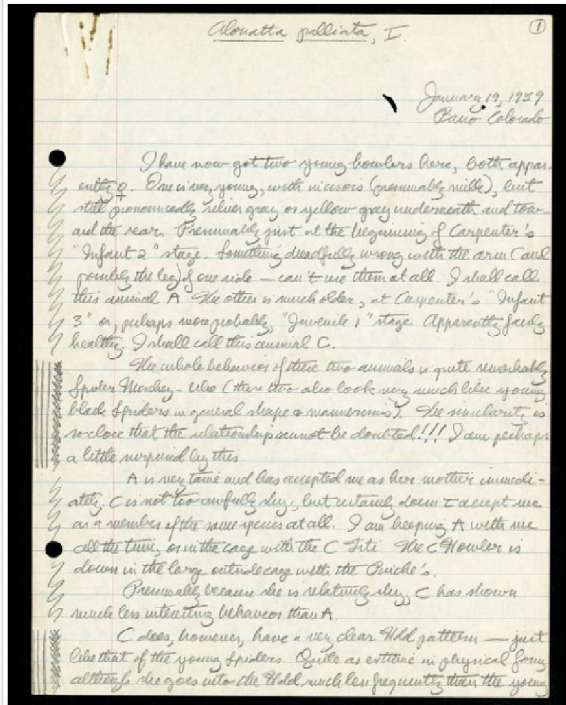 Alouatta palliata, I.
1
January 19, 1959
Barro Colorado
I have now got two young howlers here, both appar-
ently ♀. One is very young, with incisors (presumably milk), but
still pronouncedly silver gray or yellow gray underneath and tow-
ard the rear. Presumably just at the beginning of Carpenter's
"Infant 2" stage. Something dreadfully wrong with the arm (and
possibly the leg) of one side — can't use them at all. I shall call
this animal A. The other is much older, at Carpenter's "Infant
3" or, perhaps more probably, "Juvenile 1" stage. Apparently fairly
healthy. I shall call this animal C.
The whole behavior of these two animals is quite remarkably
Spider Monkey-like (these two also look very much like young
black Spiders in general shape & mannerisms). The similarity is
so close that the relationship cannot be doubted!!! I am perhaps
a little surprised by this
A is very tame and has accepted me as her mother immedi-
ately. C is not too awfully shy, but certainly doesn't accept me
as a member of the same species at all. I am keeping A with me
all the time, or in the cage with the C Titi. The C Howler is
down in the large outside cage with the Pinche's.
Presumably because she is relatively shy, C has shown
much less interesting behavior than A.
C does, however, have a very clear Hold pattern — just
like that of the young Spiders. Quite as extreme in physical form,
although she goes into the Hold much less frequently than the young